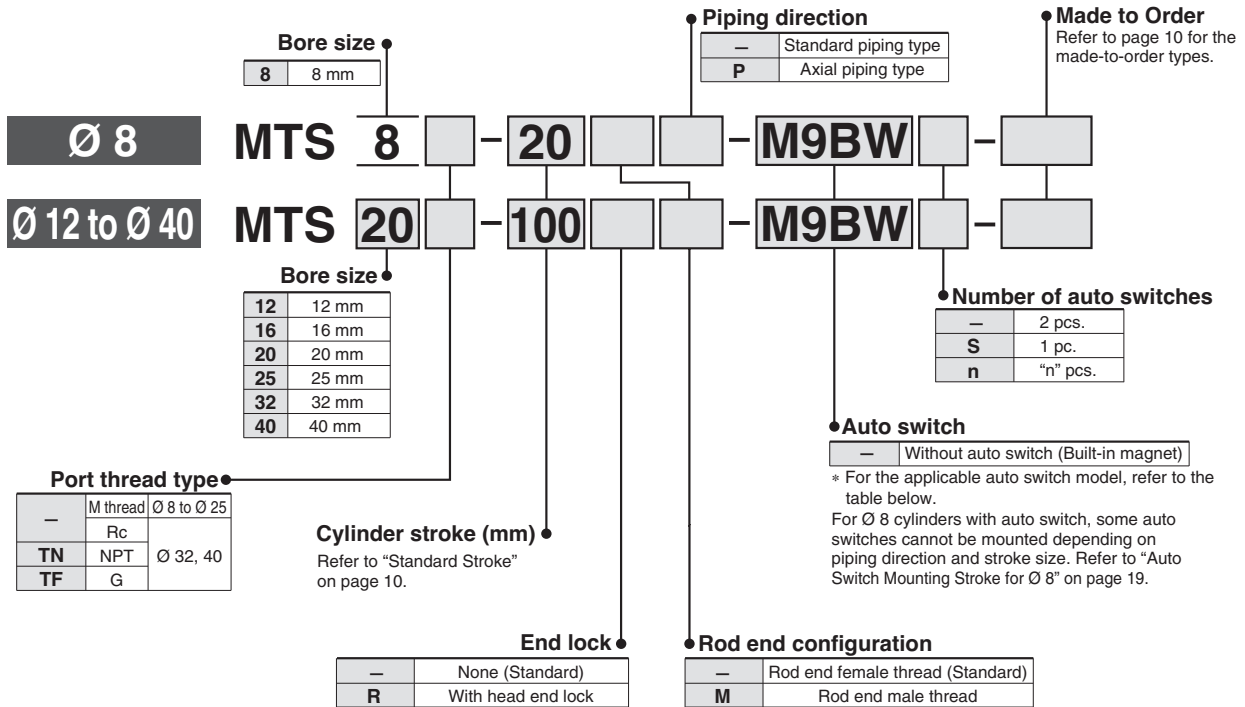 Bore size
8 8 mm
Piping direction
– Standard piping type
P Axial piping type
Made to Order
Refer to page 10 for the
made-to-order types.
Ø 8 MTS 8 – 20 – M9BW –
Ø 12 to Ø 40 MTS 20 – 100 – M9BW –
Bore size
12 12 mm
16 16 mm
20 20 mm
25 25 mm
32 32 mm
40 40 mm
Number of auto switches
– 2 pcs.
S 1 pc.
n “n” pcs.
Auto switch
– Without auto switch (Built-in magnet)
∗ For the applicable auto switch model, refer to the
table below.
For Ø 8 cylinders with auto switch, some auto
switches cannot be mounted depending on
piping direction and stroke size. Refer to “Auto
Switch Mounting Stroke for Ø 8” on page 19.
Port thread type
– M thread Ø 8 to Ø 25
Rc
TN NPT Ø 32, 40
TF G
Cylinder stroke (mm)
Refer to “Standard Stroke”
on page 10.
End lock
– None (Standard)
R With head end lock
Rod end configuration
– Rod end female thread (Standard)
M Rod end male thread